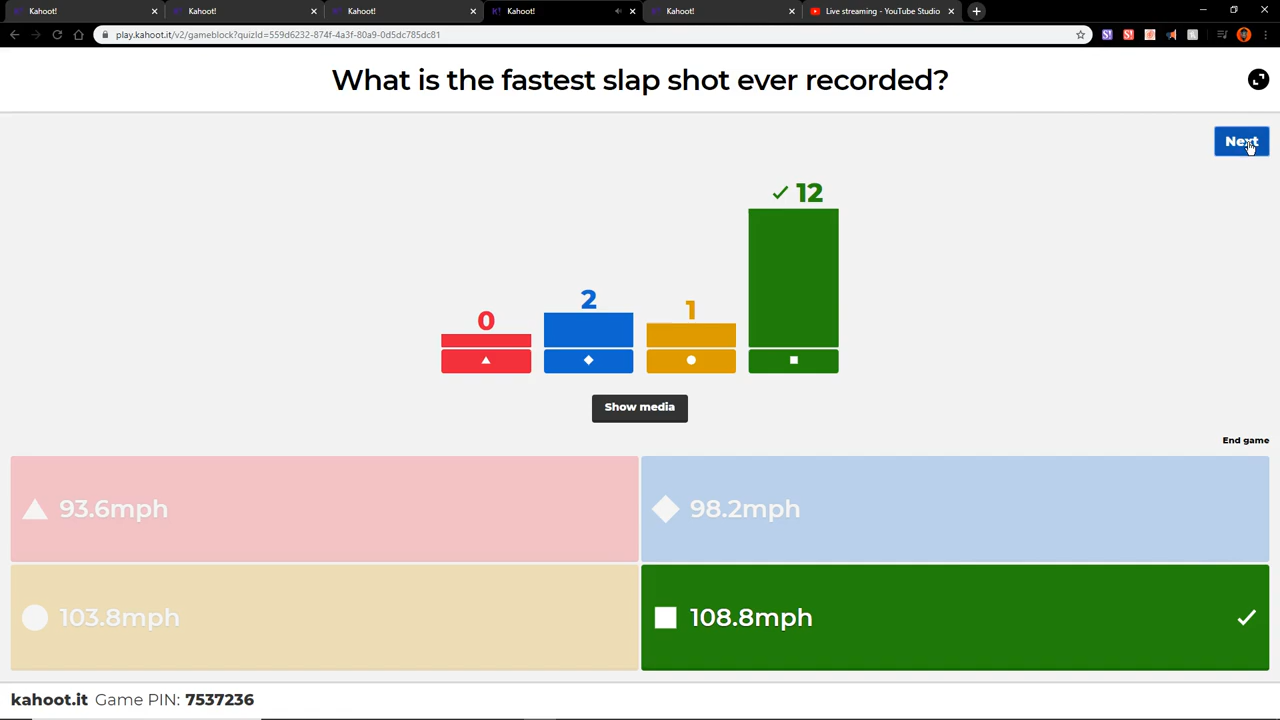 Kahoot!
Kahoot!
Kahoot!
Kahoot!
Kahoot!
Live streaming - YouTube Studio
play.kahoot.it/v2/gameblock?quizId=559d6232-874f-4a3f-80a9-0d5dc785dc81
What is the fastest slap shot ever recorded?
Next
12
2
1
0
Show media
End game
93.6mph
98.2mph
103.8mph
108.8mph
kahoot.it Game PIN: 7537236